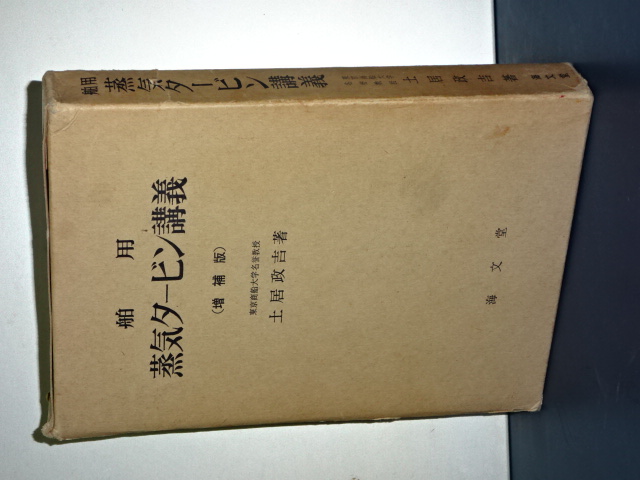 舶用
蒸気タービン講義
(増補版)
東京商船大学名誉教授
土居政吉著
海文堂
舶用 蒸気タービン講義 土居政吉著 海文堂